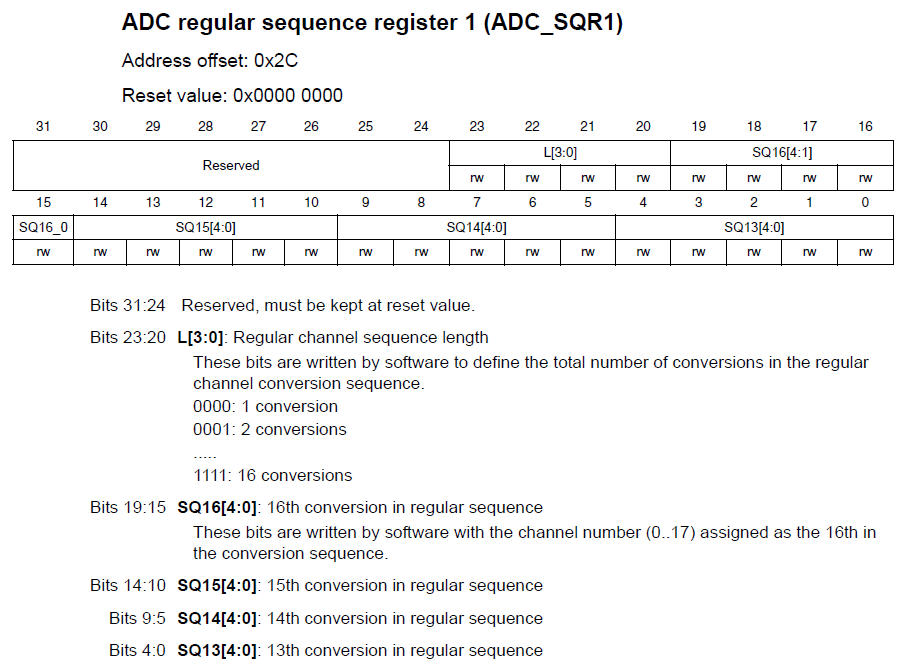 ADC regular sequence register 1 (ADC_SQR1)
Address offset: 0x2C
Reset value: 0x0000 0000
31 30 29 28 27 26 25 24 23 22 21 20 19 18 17 16
Reserved L[3:0] SQ16[4:1]
rw rw rw rw rw rw rw rw
15 14 13 12 11 10 9 8 7 6 5 4 3 2 1 0
SQ16_0 SQ15[4:0] SQ14[4:0] SQ13[4:0]
rw rw rw rw rw rw rw rw rw rw rw rw rw rw rw rw
Bits 31:24 Reserved, must be kept at reset value.
Bits 23:20 L[3:0]: Regular channel sequence length
These bits are written by software to define the total number of conversions in the regular
channel conversion sequence.
0000: 1 conversion
0001: 2 conversions
.....
1111: 16 conversions
Bits 19:15 SQ16[4:0]: 16th conversion in regular sequence
These bits are written by software with the channel number (0..17) assigned as the 16th in
the conversion sequence.
Bits 14:10 SQ15[4:0]: 15th conversion in regular sequence
Bits 9:5 SQ14[4:0]: 14th conversion in regular sequence
Bits 4:0 SQ13[4:0]: 13th conversion in regular sequence